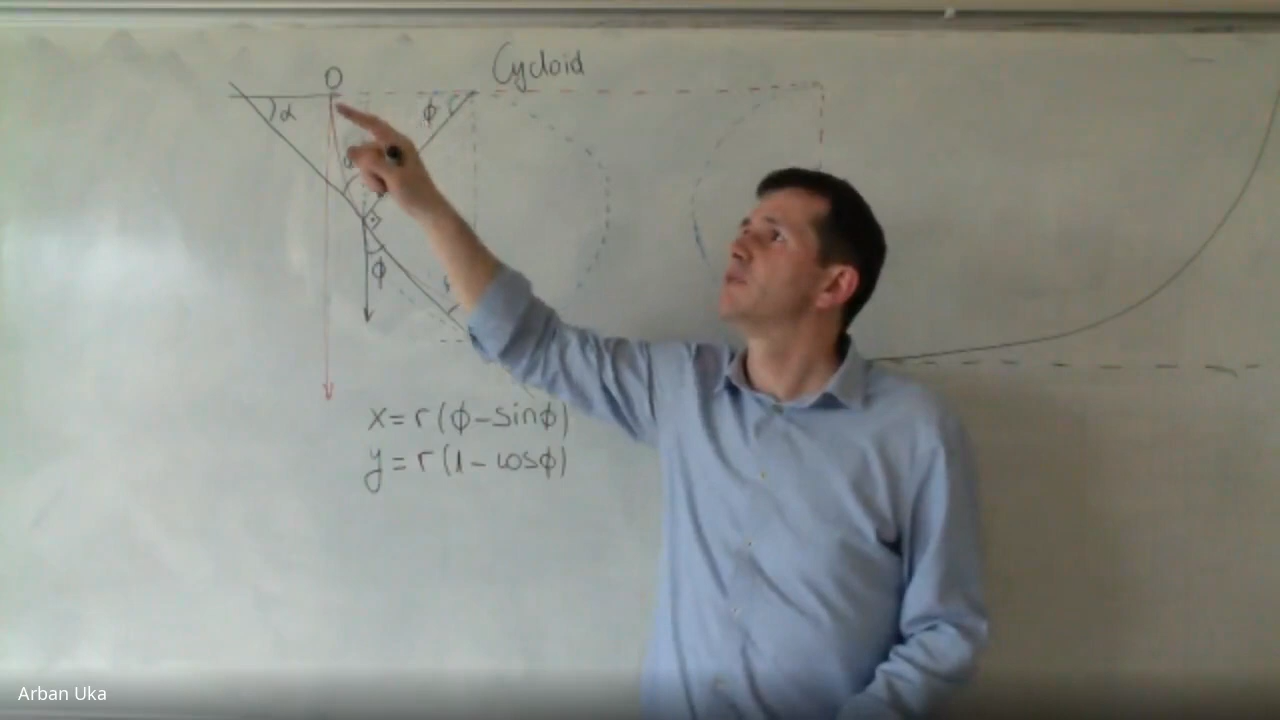 Cycloid
O
α
ϕ
α
ϕ
x = r (ϕ – sinϕ)
y = r (1 – cosϕ)
Arban Uka